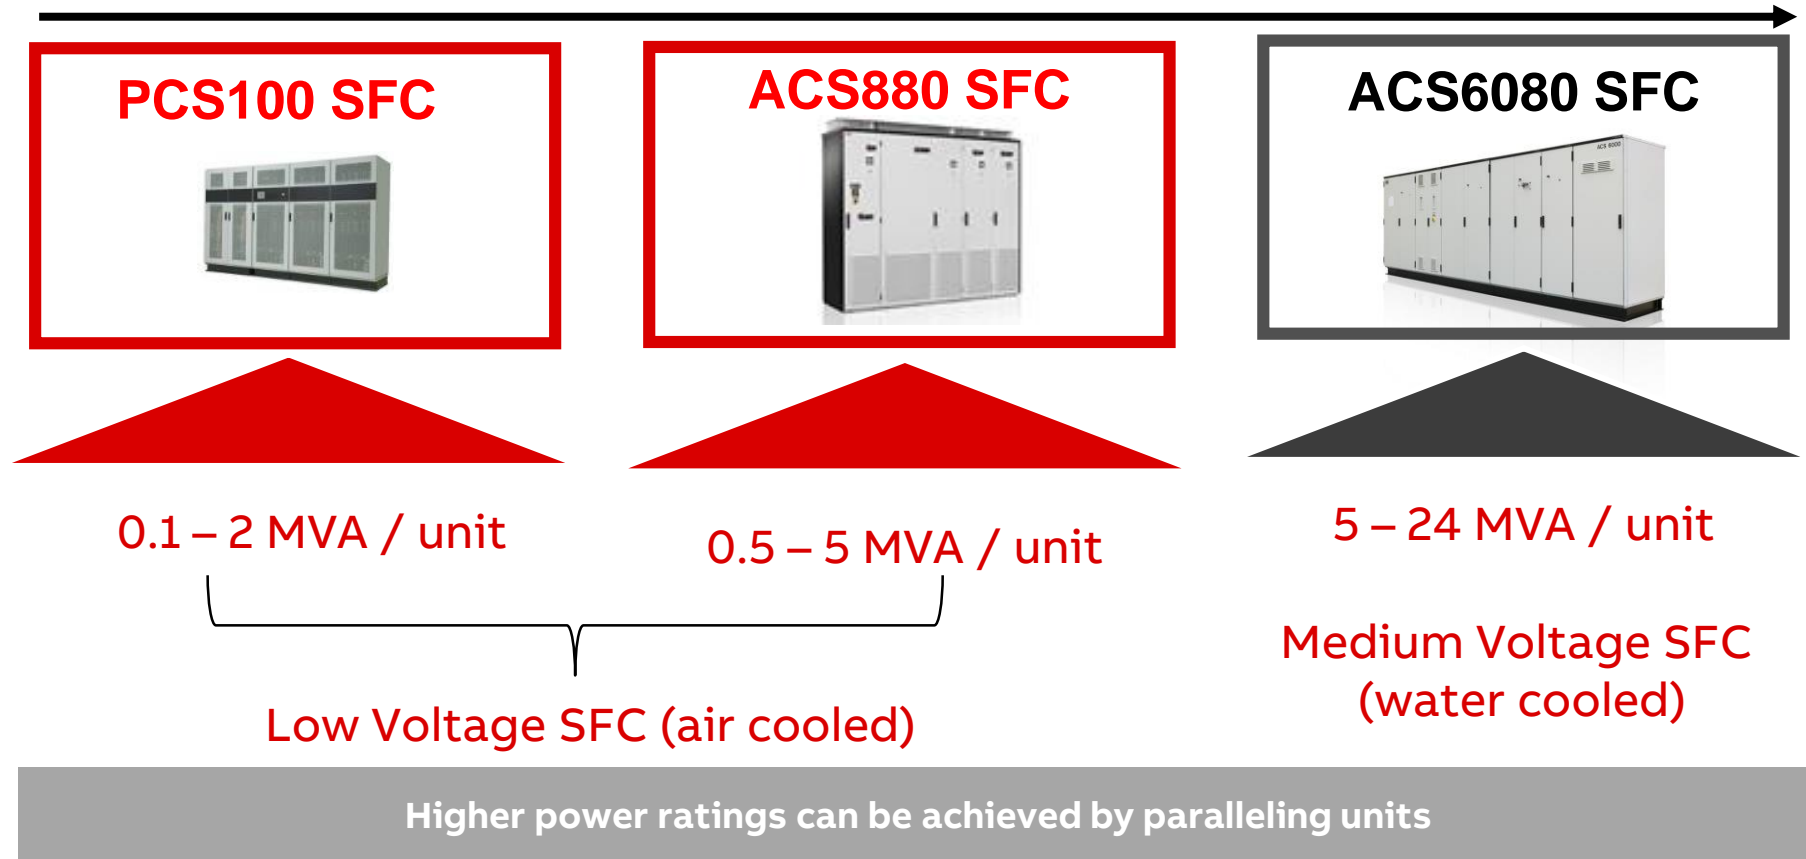 PCS100 SFC
ACS880 SFC
ACS6080 SFC
ACS 6000
0.1 – 2 MVA / unit
0.5 – 5 MVA / unit
5 – 24 MVA / unit
Low Voltage SFC (air cooled)
Medium Voltage SFC
(water cooled)
Higher power ratings can be achieved by paralleling units